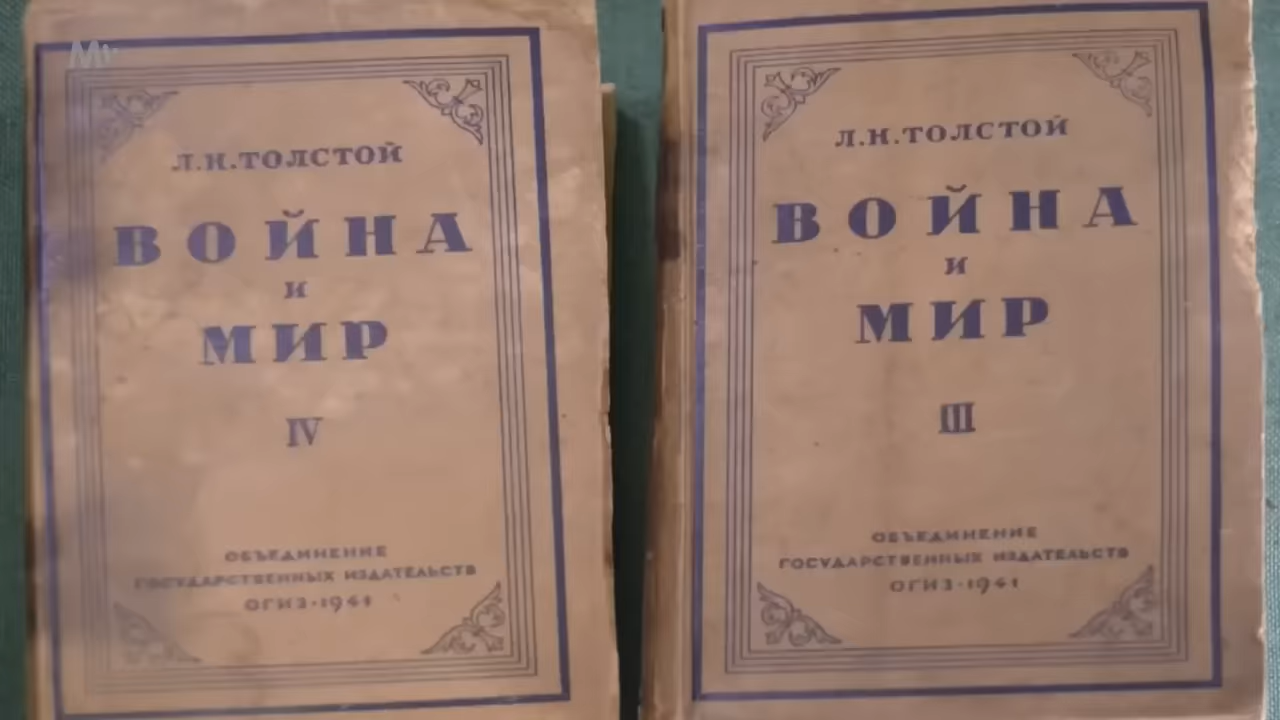 Л.Н.ТОЛСТОЙ
ВОЙНА
и
МИР
IV
ОБЪЕДИНЕНИЕ
ГОСУДАРСТВЕННЫХ ИЗДАТЕЛЬСТВ
ОГИЗ·1941
Л.Н.ТОЛСТОЙ
ВОЙНА
и
МИР
III
ОБЪЕДИНЕНИЕ
ГОСУДАРСТВЕННЫХ ИЗДАТЕЛЬСТВ
ОГИЗ·1941